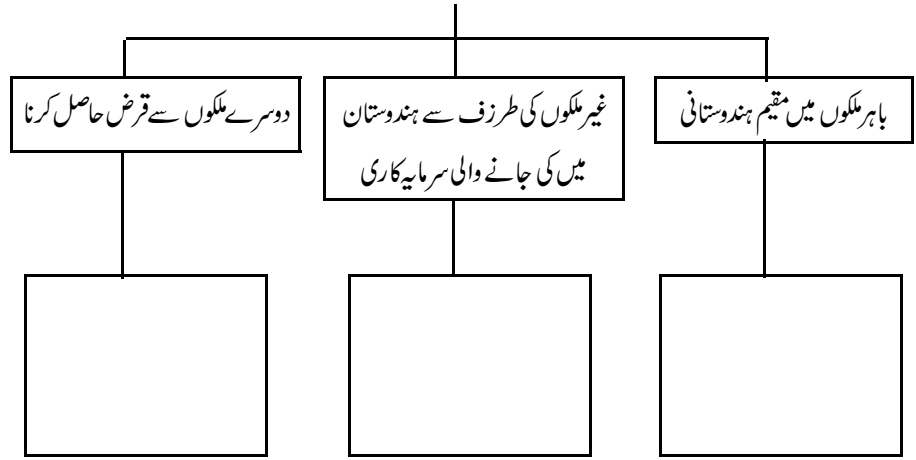 باہر ملکوں میں مقیم ہندوستانی
غیر ملکوں کی طرزف سے ہندوستان
میں کی جانے والی سرمایہ کاری
دوسرے ملکوں سے قرض حاصل کرنا